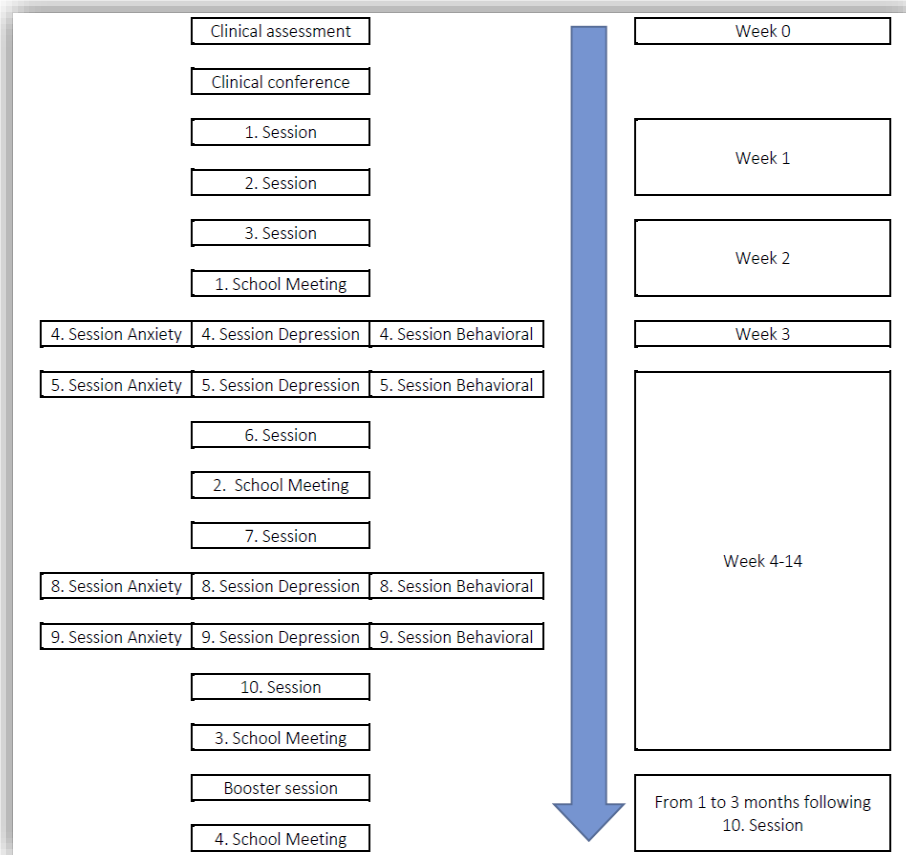 Clinical assessment
Week 0
Clinical conference
1. Session
Week 1
2. Session
3. Session
Week 2
1. School Meeting
4. Session Anxiety 4. Session Depression 4. Session Behavioral
Week 3
5. Session Anxiety 5. Session Depression 5. Session Behavioral
6. Session
2. School Meeting
7. Session
Week 4-14
8. Session Anxiety 8. Session Depression 8. Session Behavioral
9. Session Anxiety 9. Session Depression 9. Session Behavioral
10. Session
3. School Meeting
Booster session
From 1 to 3 months following
10. Session
4. School Meeting